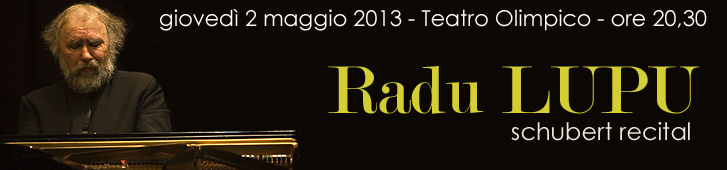 giovedì 2 maggio 2013 - Teatro Olimpico - ore 20,30
Radu LUPU
schubert recital